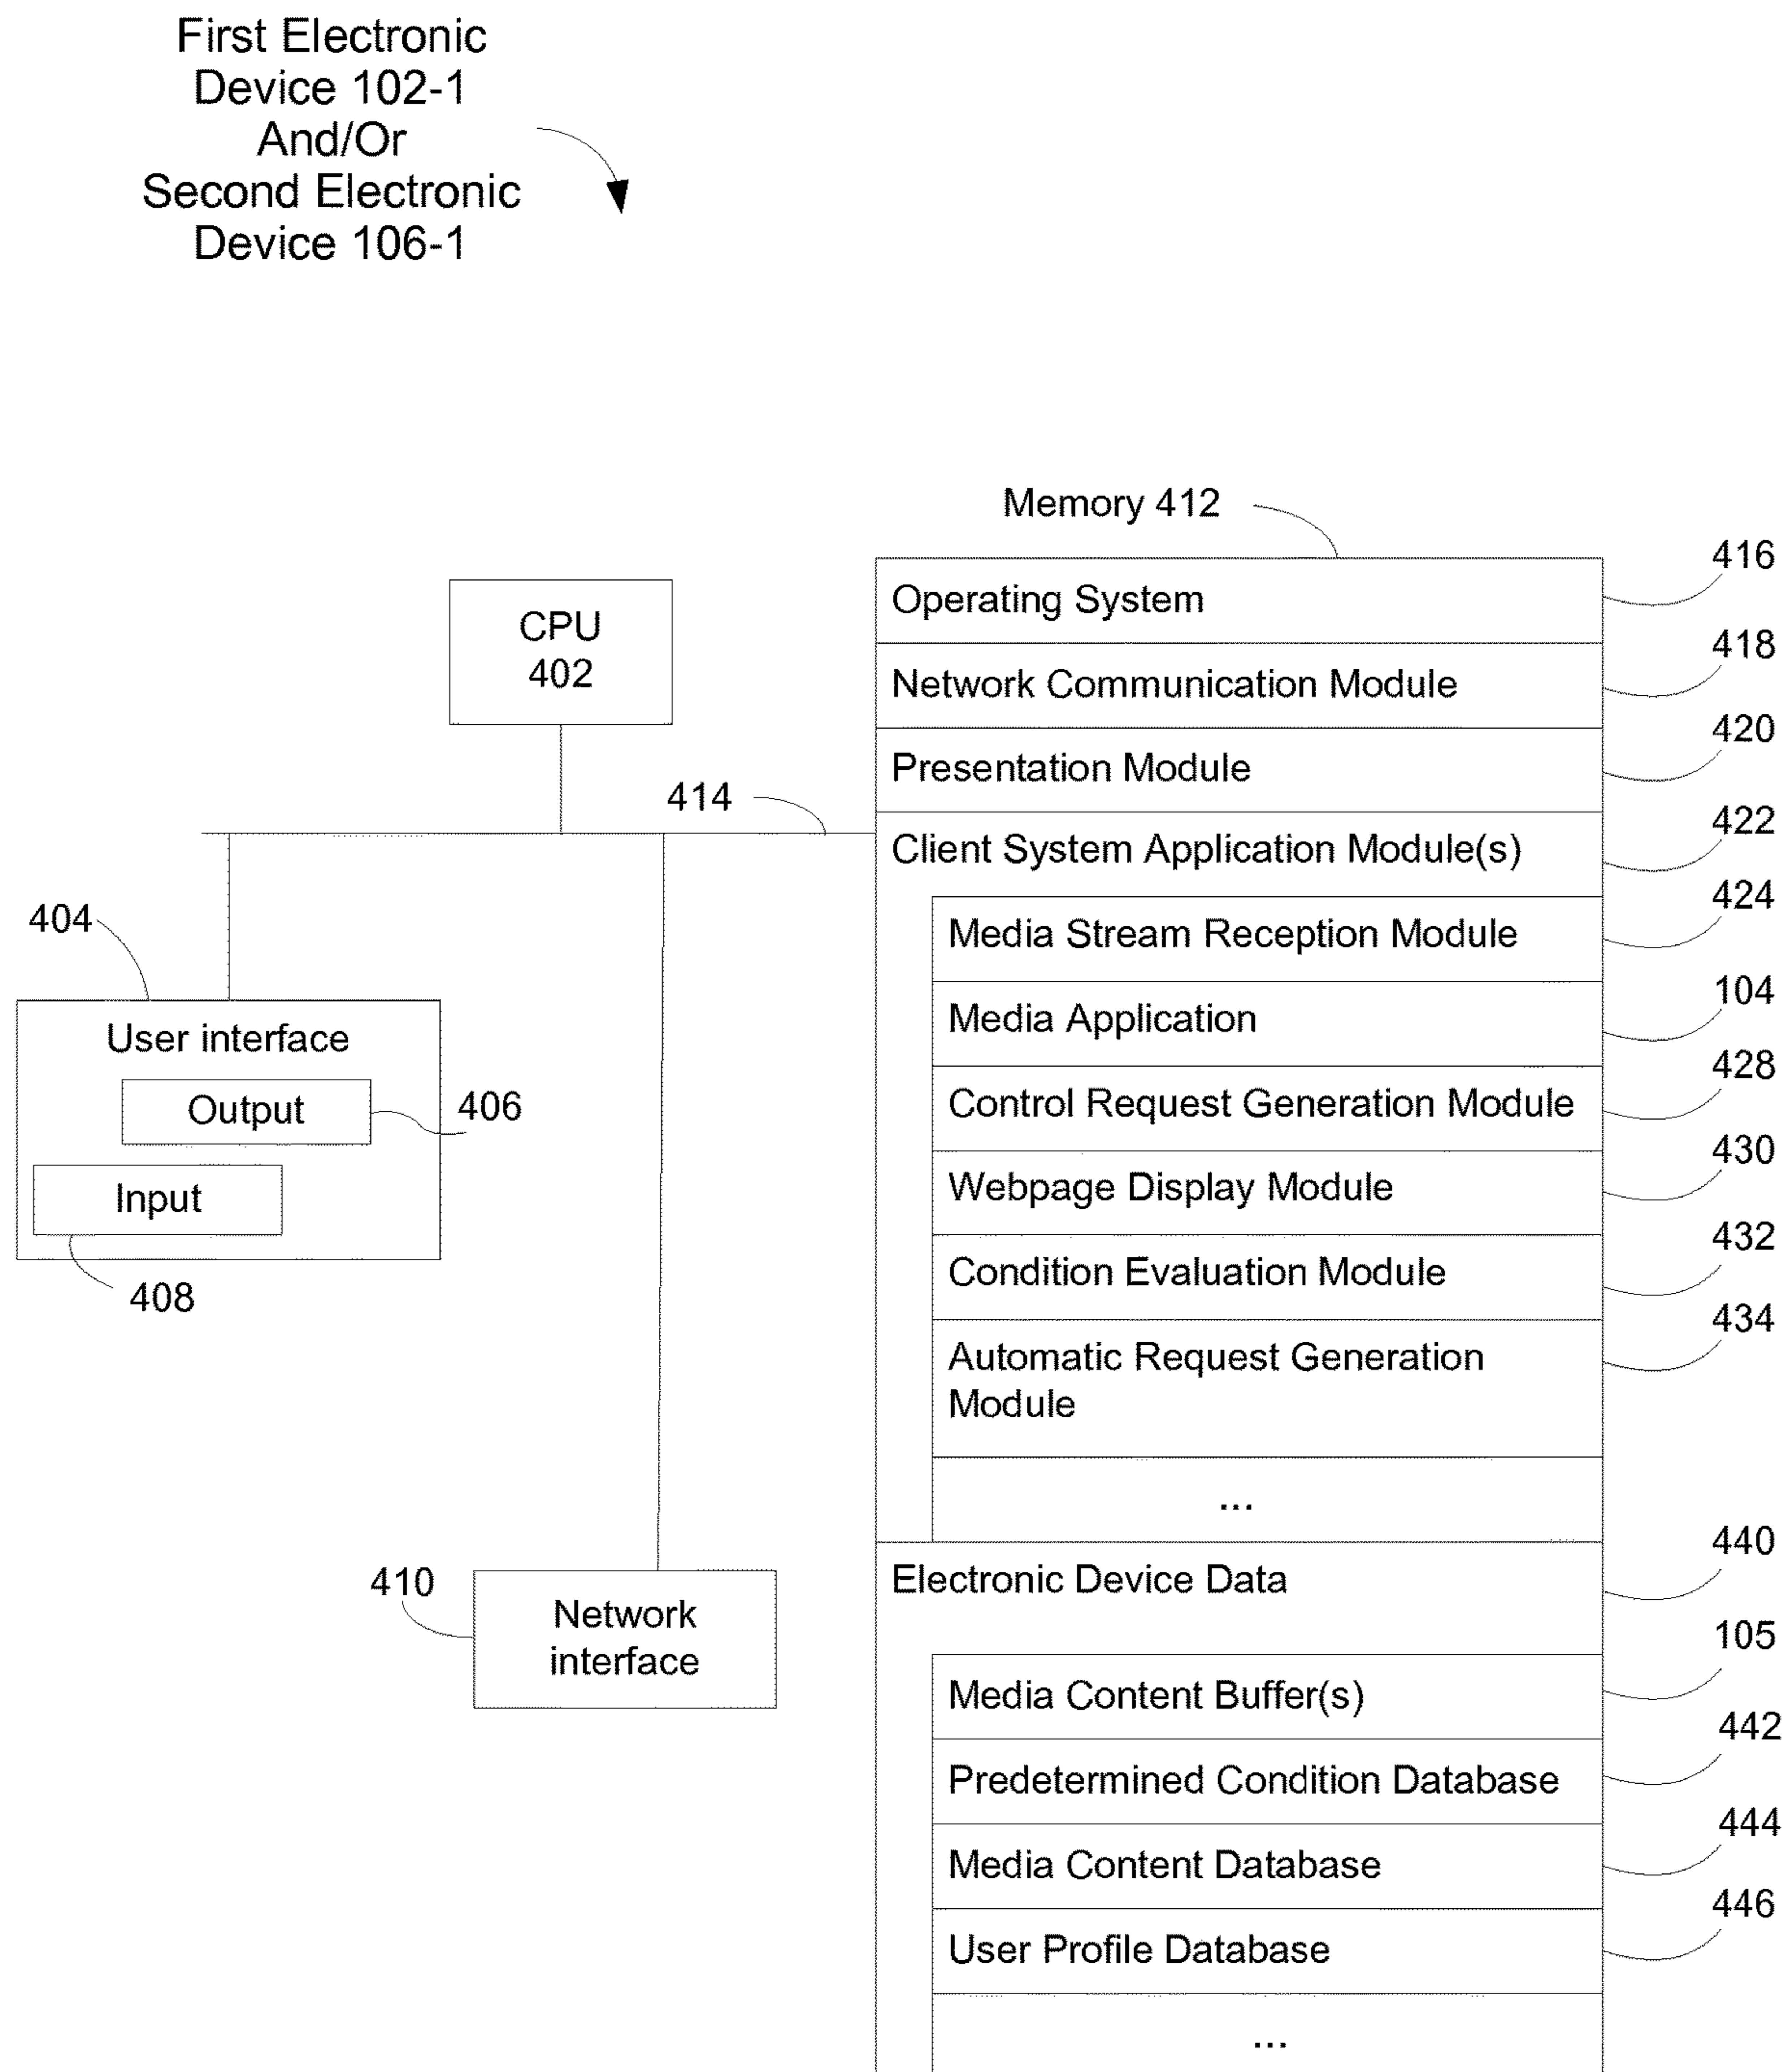 First Electronic
Device 102-1
And/Or
Second Electronic
Device 106-1
Memory 412
Operating System
416
CPU
402
Network Communication Module
418
Presentation Module
420
414
Client System Application Module(s)
422
Media Stream Reception Module
424
Media Application
104
Control Request Generation Module
428
Webpage Display Module
430
Condition Evaluation Module
432
Automatic Request Generation
Module
434
...
404
User interface
Output
406
Input
408
410
Network
interface
Electronic Device Data
440
Media Content Buffer(s)
105
Predetermined Condition Database
442
Media Content Database
444
User Profile Database
446
...